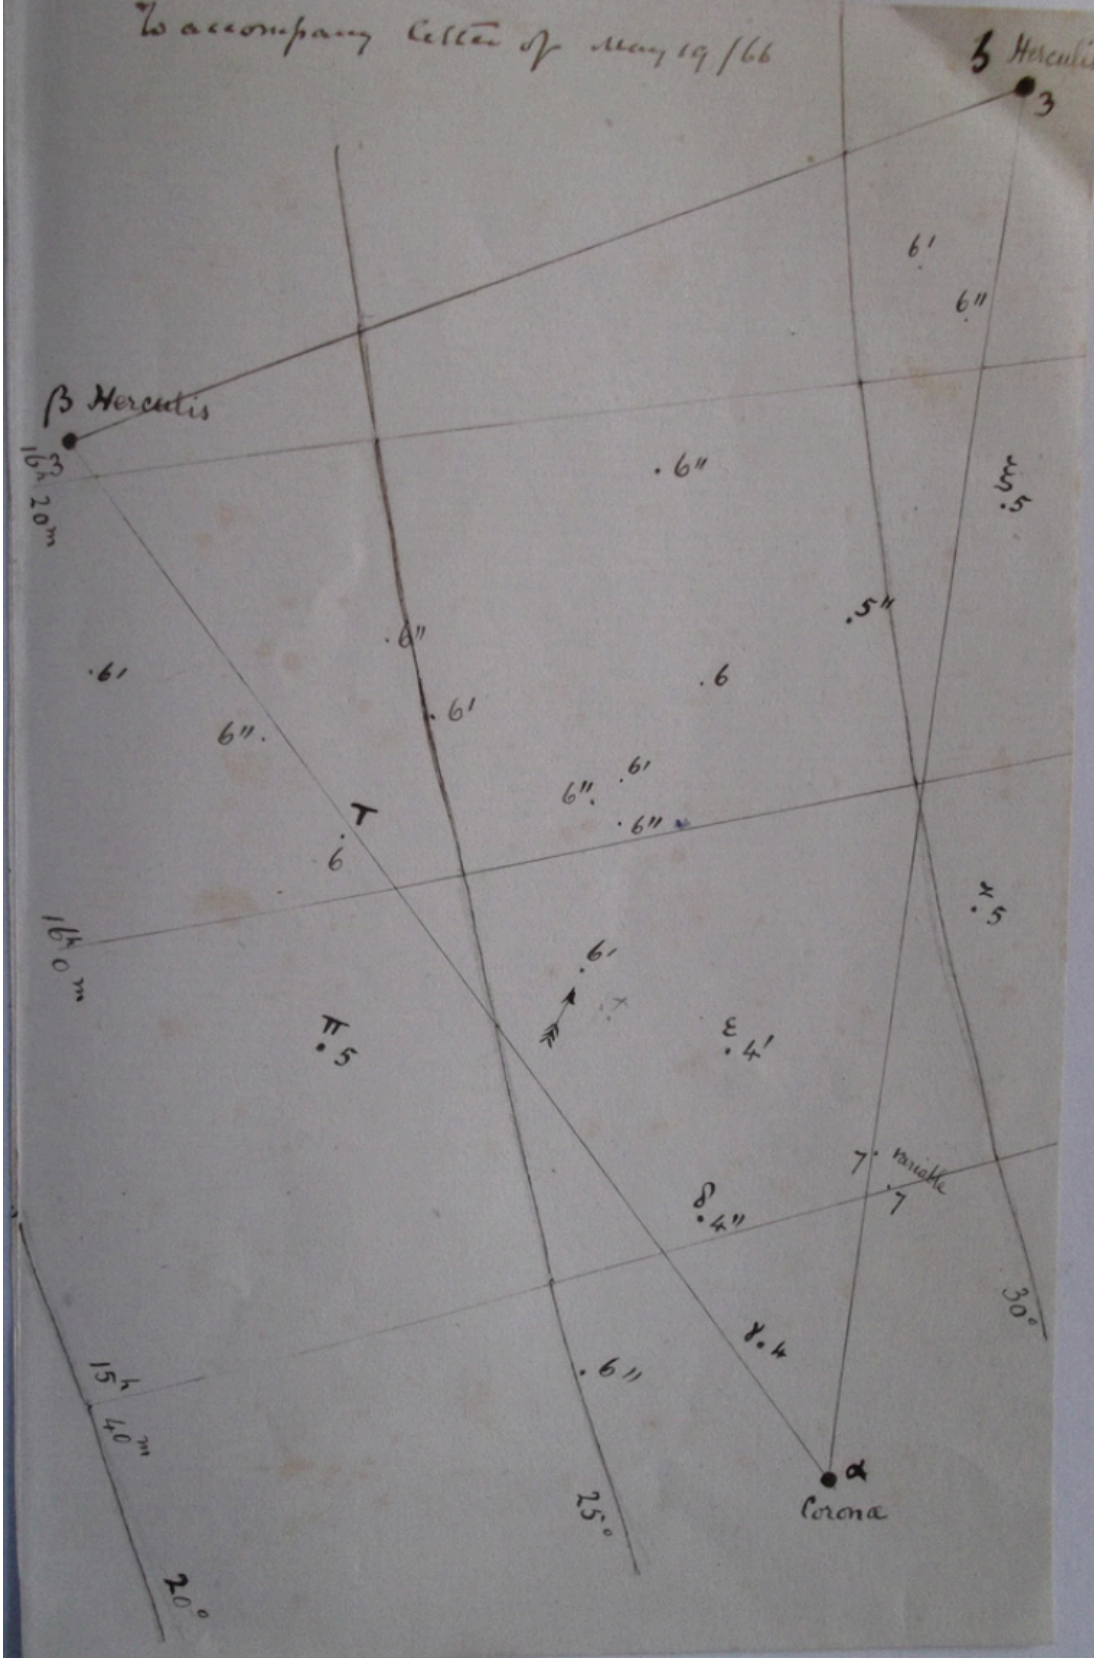 To accompany letter of May 19/66
ζ Herculis
3
6'
6"
β Herculis
3
16h 20m
6"
ξ
5
5"
6"
6'
6
6'
6"
6'
6"
6"
τ
6
5
16h 0m
6'
π
5
ε
4'
7 variable
7
δ
4"
30°
γ 4
15h 40m
6"
α
Corona
25°
20°